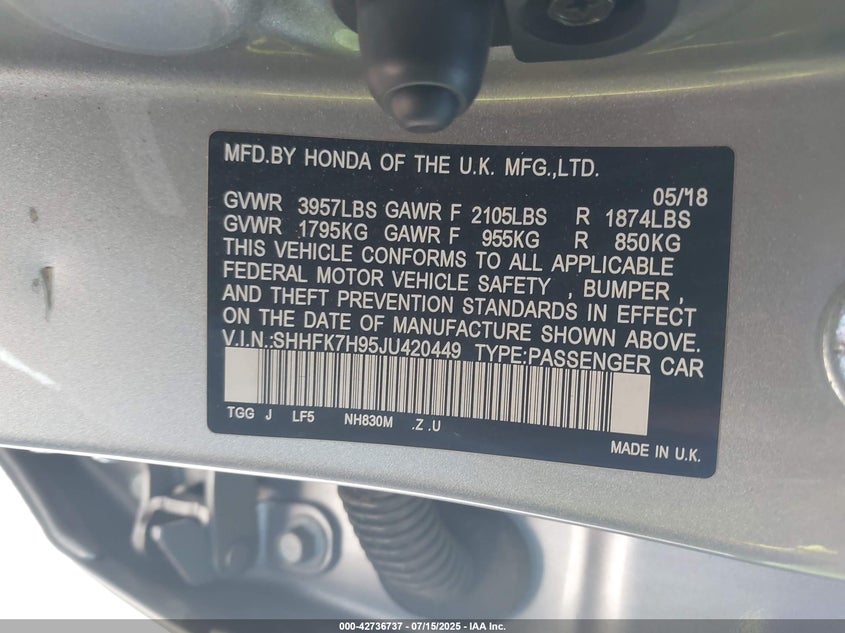 MFD.BY HONDA OF THE U.K. MFG.,LTD.
05/18
GVWR 3957LBS GAWR F 2105LBS R 1874LBS
GVWR 1795KG GAWR F 955KG R 850KG
THIS VEHICLE CONFORMS TO ALL APPLICABLE
FEDERAL MOTOR VEHICLE SAFETY , BUMPER ,
AND THEFT PREVENTION STANDARDS IN EFFECT
ON THE DATE OF MANUFACTURE SHOWN ABOVE.
V.I.N.:SHHFK7H95JU420449 TYPE:PASSENGER CAR
TGG J LF5 NH830M .Z .U
MADE IN U.K.
000-42736737 - 07/15/2025 - IAA Inc.